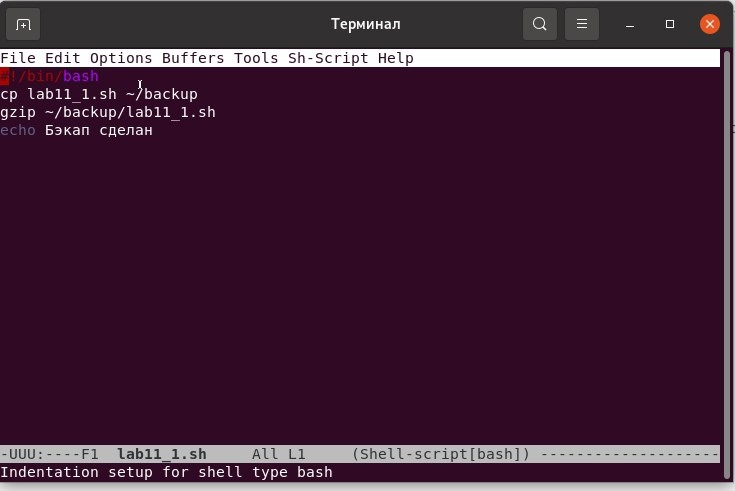 Терминал
File Edit Options Buffers Tools Sh-Script Help
#!/bin/bash
cp lab11_1.sh ~/backup
gzip ~/backup/lab11_1.sh
echo Бэкап сделан
-UUU:----F1  lab11_1.sh     All L1     (Shell-script[bash]) --------------------
Indentation setup for shell type bash